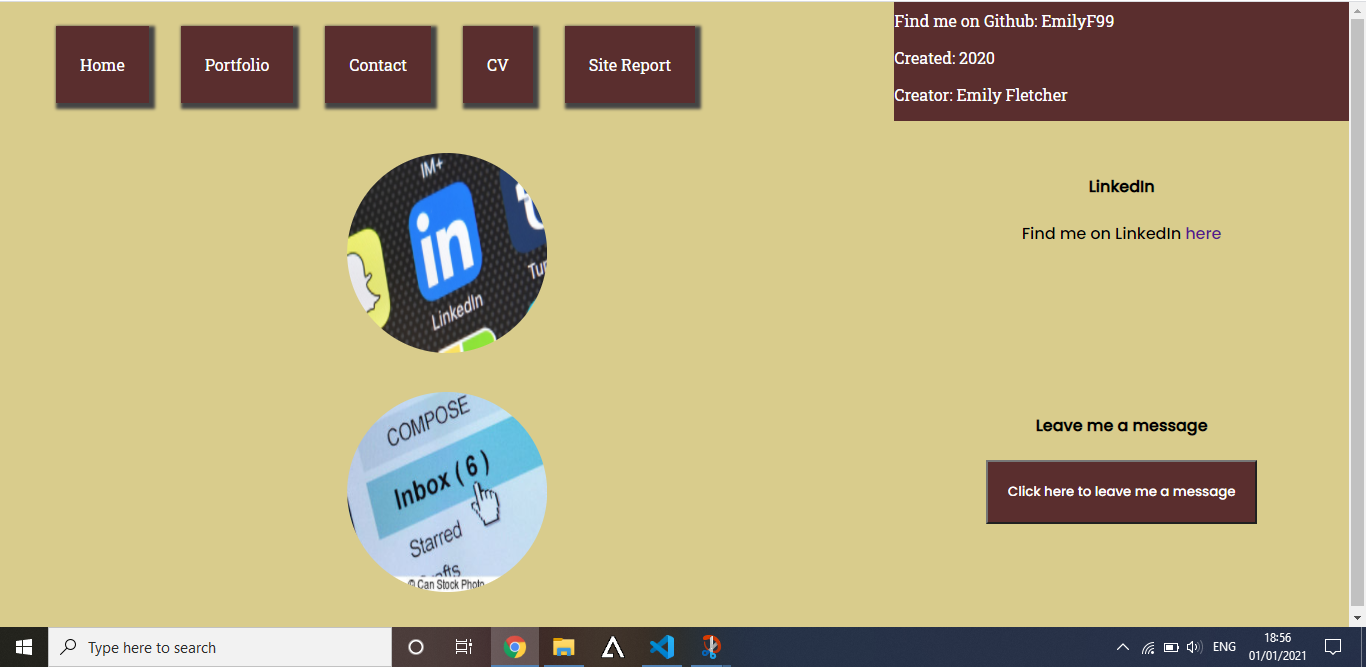 Home
Portfolio
Contact
CV
Site Report
Find me on Github: EmilyF99
Created: 2020
Creator: Emily Fletcher
IM+
in
LinkedIn
LinkedIn
Find me on LinkedIn here
COMPOSE
Inbox ( 6 )
Starred
© Can Stock Photo
Leave me a message
Click here to leave me a message
Type here to search
ENG
18:56
01/01/2021